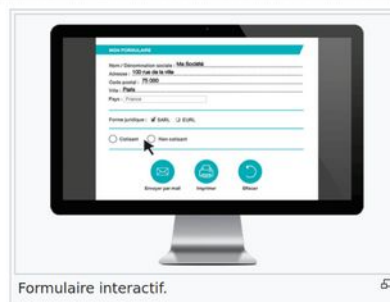 MON FORMULAIRE
Nom / Dénomination sociale : Ma Société
Adresse : 100 rue de la ville
Code postal : 75 000
Ville : Paris
Pays : France
Forme juridique : SARL EURL
Cotisant Non cotisant
Envoyer par mail Imprimer Effacer
Formulaire interactif.